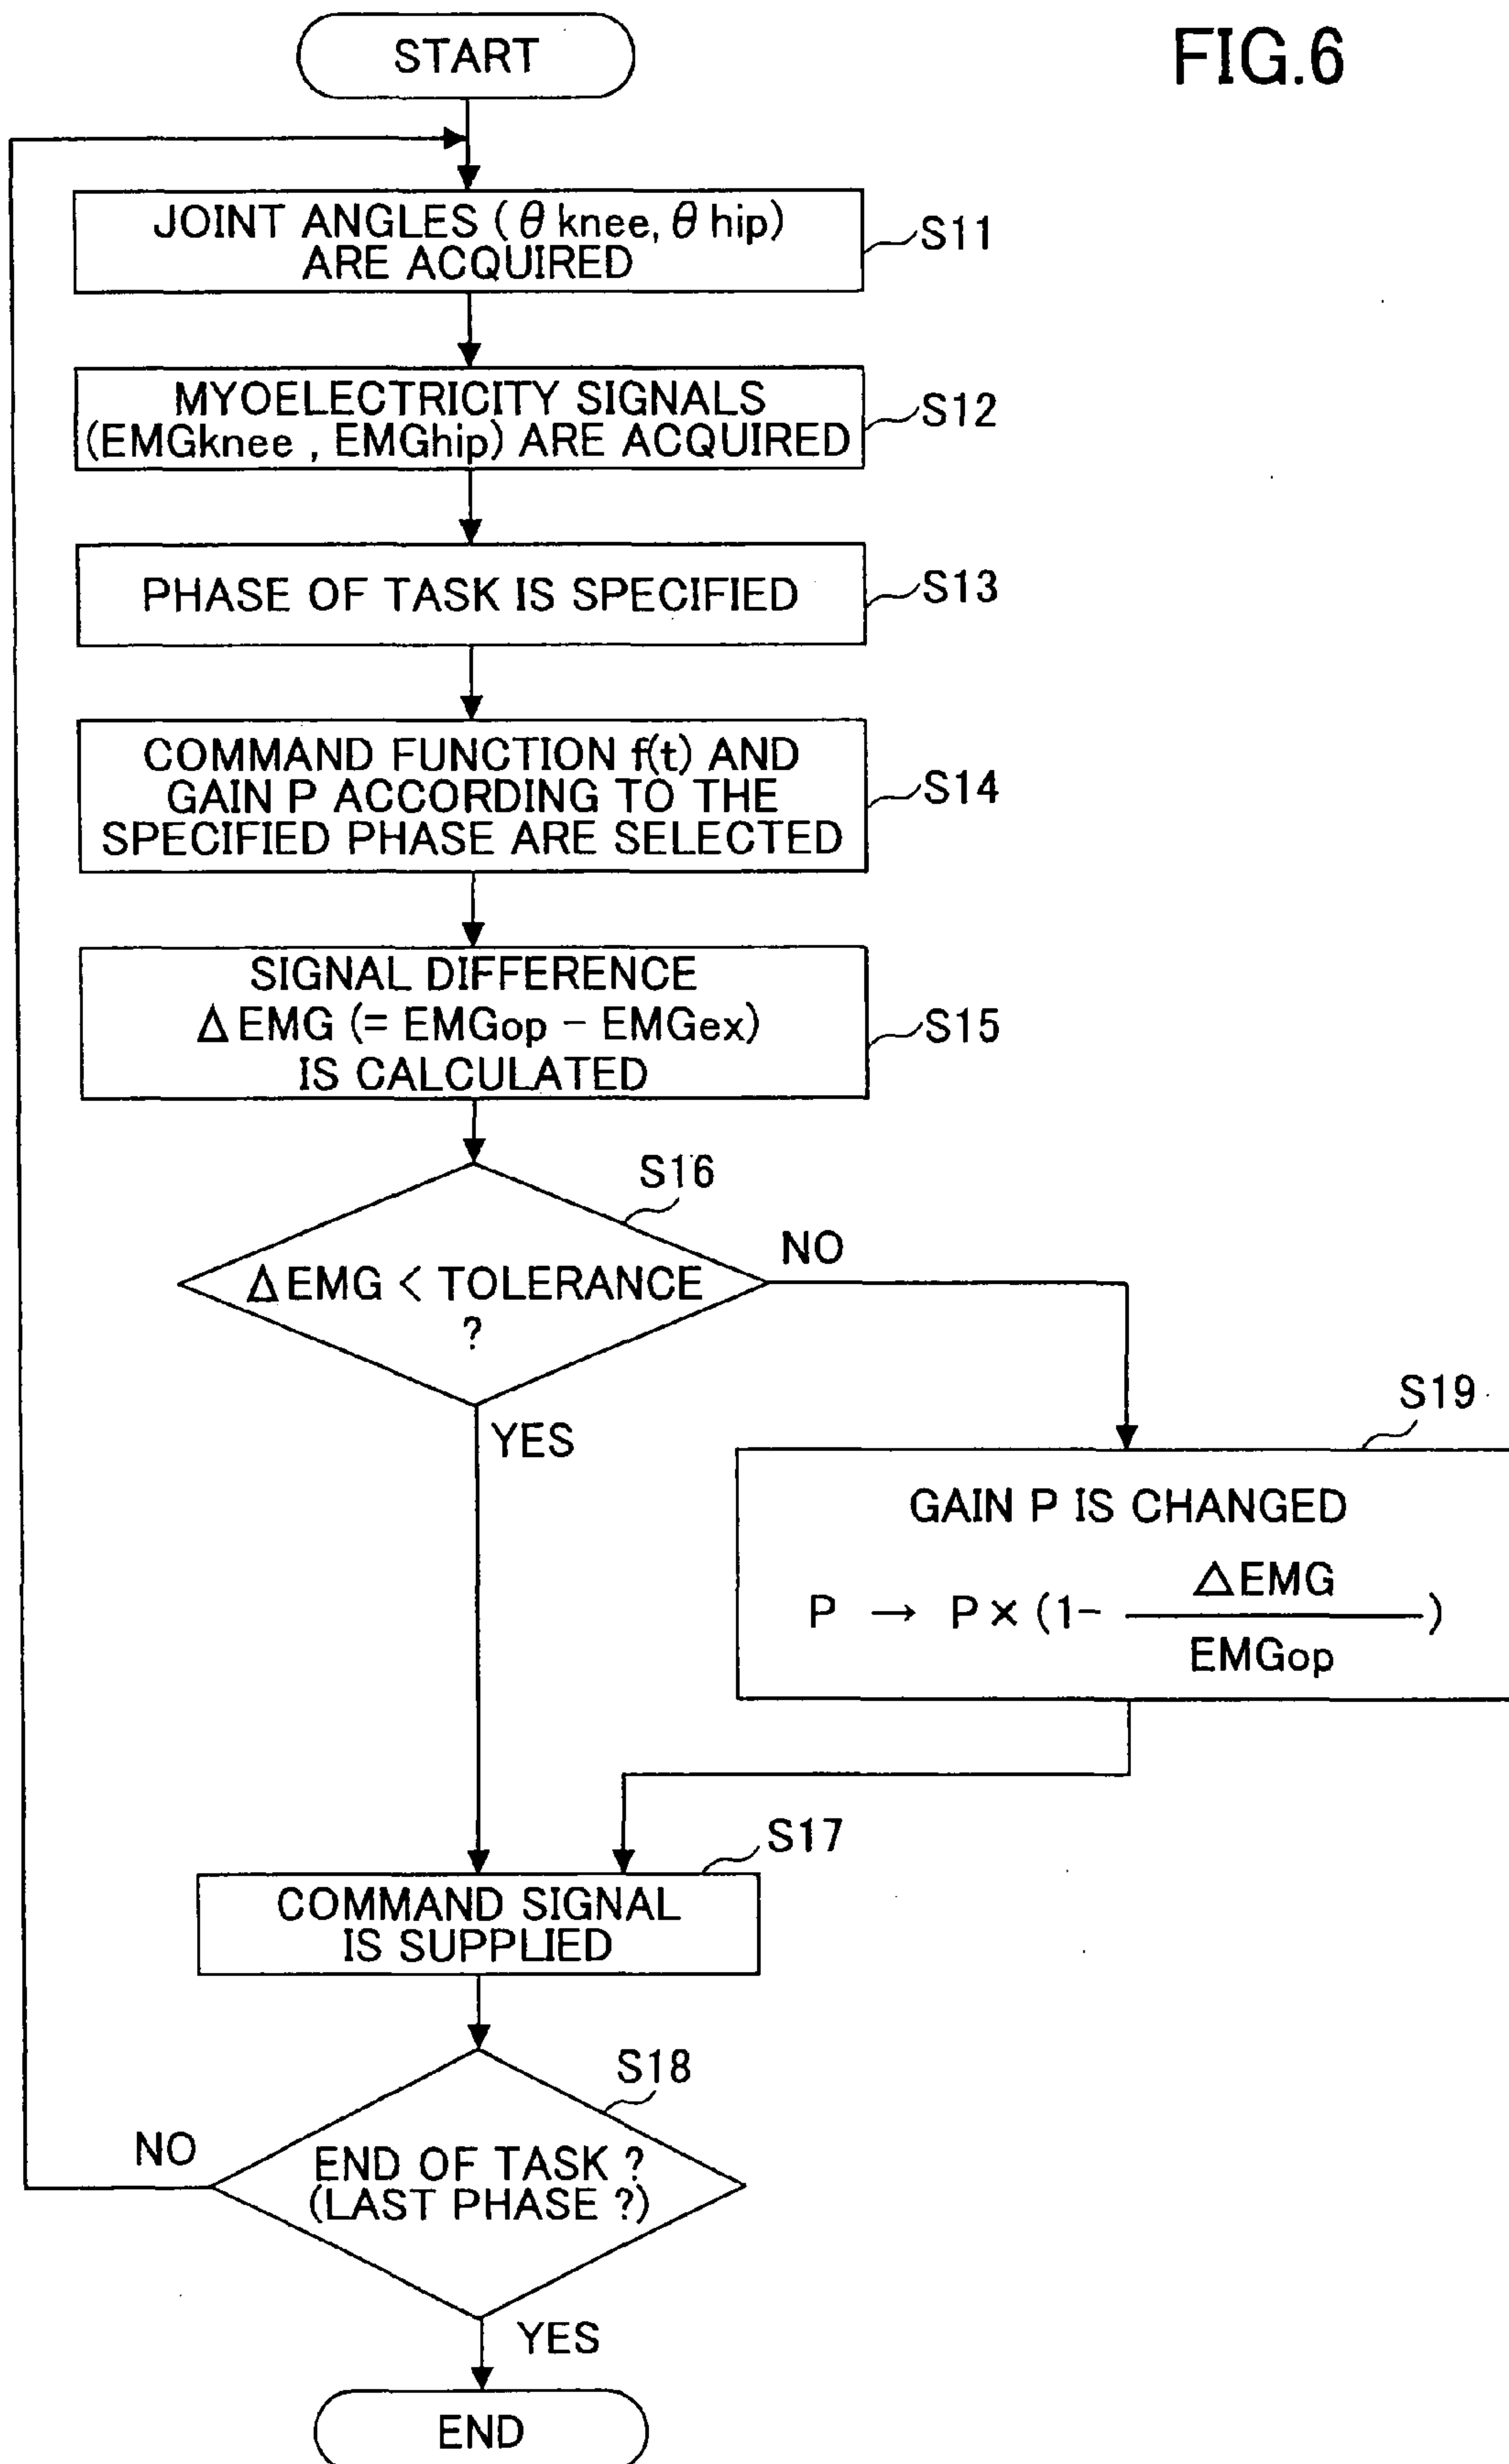 FIG.6
START
JOINT ANGLES (θ knee, θ hip)
ARE ACQUIRED
S11
MYOELECTRICITY SIGNALS
(EMGknee , EMGhip) ARE ACQUIRED
S12
PHASE OF TASK IS SPECIFIED
S13
COMMAND FUNCTION f(t) AND
GAIN P ACCORDING TO THE
SPECIFIED PHASE ARE SELECTED
S14
SIGNAL DIFFERENCE
Δ EMG (= EMGop − EMGex)
IS CALCULATED
S15
S16
Δ EMG < TOLERANCE
?
NO
YES
S19
GAIN P IS CHANGED
P → P × (1- ΔEMG / EMGop )
S17
COMMAND SIGNAL
IS SUPPLIED
S18
END OF TASK ?
(LAST PHASE ?)
NO
YES
END